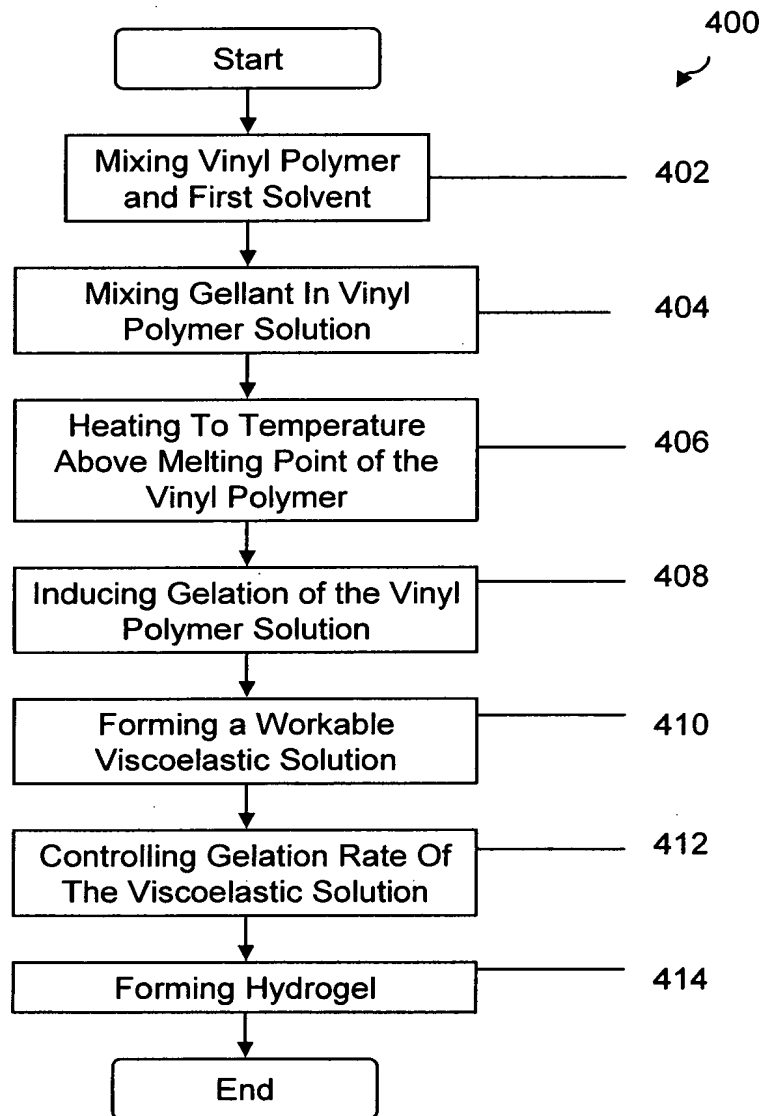 400
Start
Mixing Vinyl Polymer
and First Solvent
402
Mixing Gellant In Vinyl
Polymer Solution
404
Heating To Temperature
Above Melting Point of the
Vinyl Polymer
406
Inducing Gelation of the Vinyl
Polymer Solution
408
Forming a Workable
Viscoelastic Solution
410
Controlling Gelation Rate Of
The Viscoelastic Solution
412
Forming Hydrogel
414
End